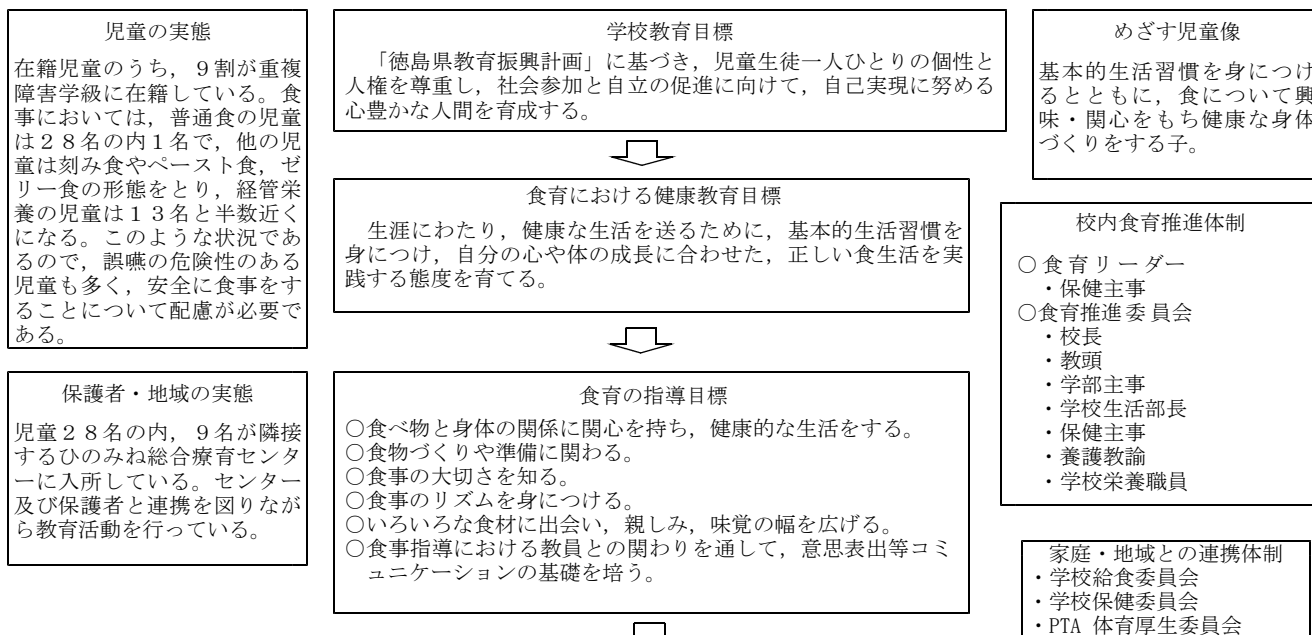 児童の実態
在籍児童のうち，９割が重複
障害学級に在籍している。食
事においては，普通食の児童
は２８名の内１名で，他の児
童は刻み食やペースト食，ゼ
リー食の形態をとり，経管栄
養の児童は１３名と半数近く
になる。このような状況であ
るので，誤嚥の危険性のある
児童も多く，安全に食事をす
ることについて配慮が必要で
ある。
保護者・地域の実態
児童２８名の内，９名が隣接
するひのみね総合療育センタ
ーに入所している。センター
及び保護者と連携を図りなが
ら教育活動を行っている。
学校教育目標
「徳島県教育振興計画」に基づき，児童生徒一人ひとりの個性と
人権を尊重し，社会参加と自立の促進に向けて，自己実現に努める
心豊かな人間を育成する。
食育における健康教育目標
生涯にわたり，健康な生活を送るために，基本的生活習慣を
身につけ，自分の心や体の成長に合わせた，正しい食生活を実
践する態度を育てる。
食育の指導目標
○食べ物と身体の関係に関心を持ち，健康的な生活をする。
○食物づくりや準備に関わる。
○食事の大切さを知る。
○食事のリズムを身につける。
○いろいろな食材に出会い，親しみ，味覚の幅を広げる。
○食事指導における教員との関わりを通して，意思表出等コミ
ュニケーションの基礎を培う。
めざす児童像
基本的生活習慣を身につけ
るとともに，食について興
味・関心をもち健康な身体
づくりをする子。
校内食育推進体制
○食育リーダー
・保健主事
○食育推進委員会
・校長
・教頭
・学部主事
・学校生活部長
・保健主事
・養護教諭
・学校栄養職員
家庭・地域との連携体制
・学校給食委員会
・学校保健委員会
・PTA 体育厚生委員会